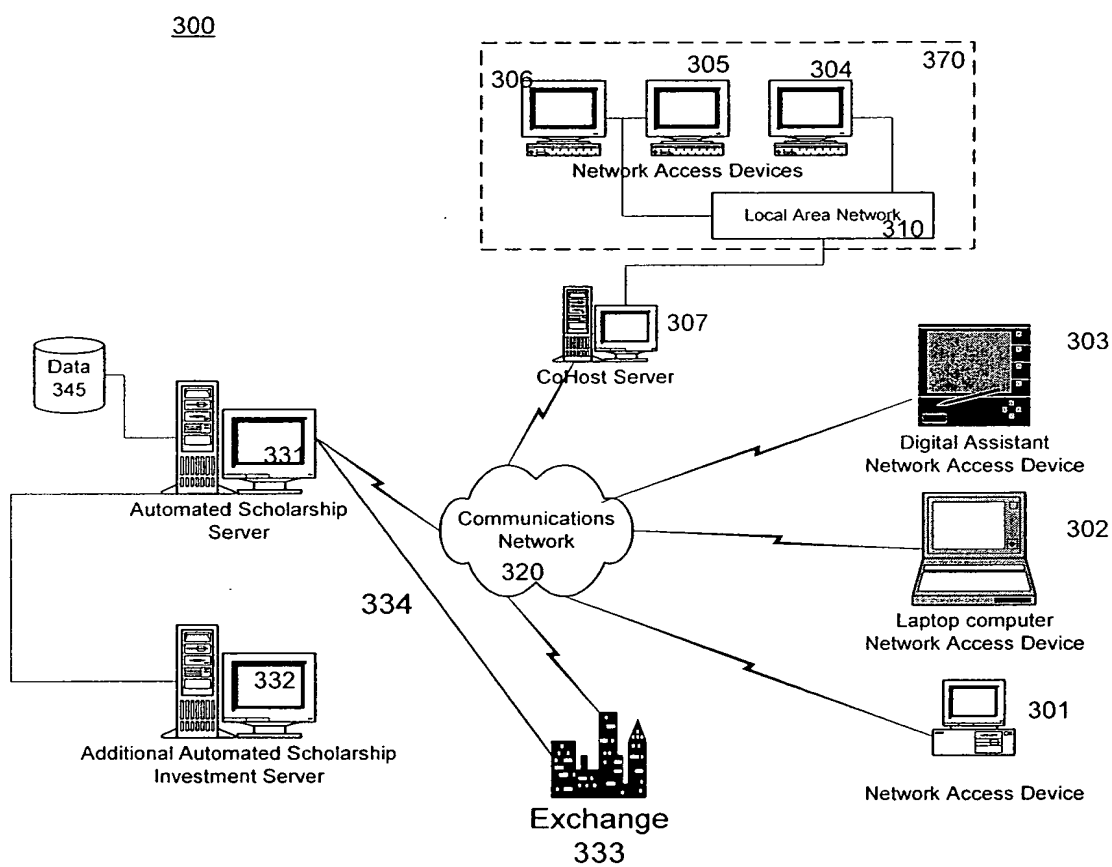 300
370
306
305
304
Network Access Devices
Local Area Network
310
307
CoHost Server
303
Digital Assistant
Network Access Device
Data
345
331
Automated Scholarship
Server
Communications
Network
320
302
Laptop computer
Network Access Device
334
332
Additional Automated Scholarship
Investment Server
301
Network Access Device
Exchange
333